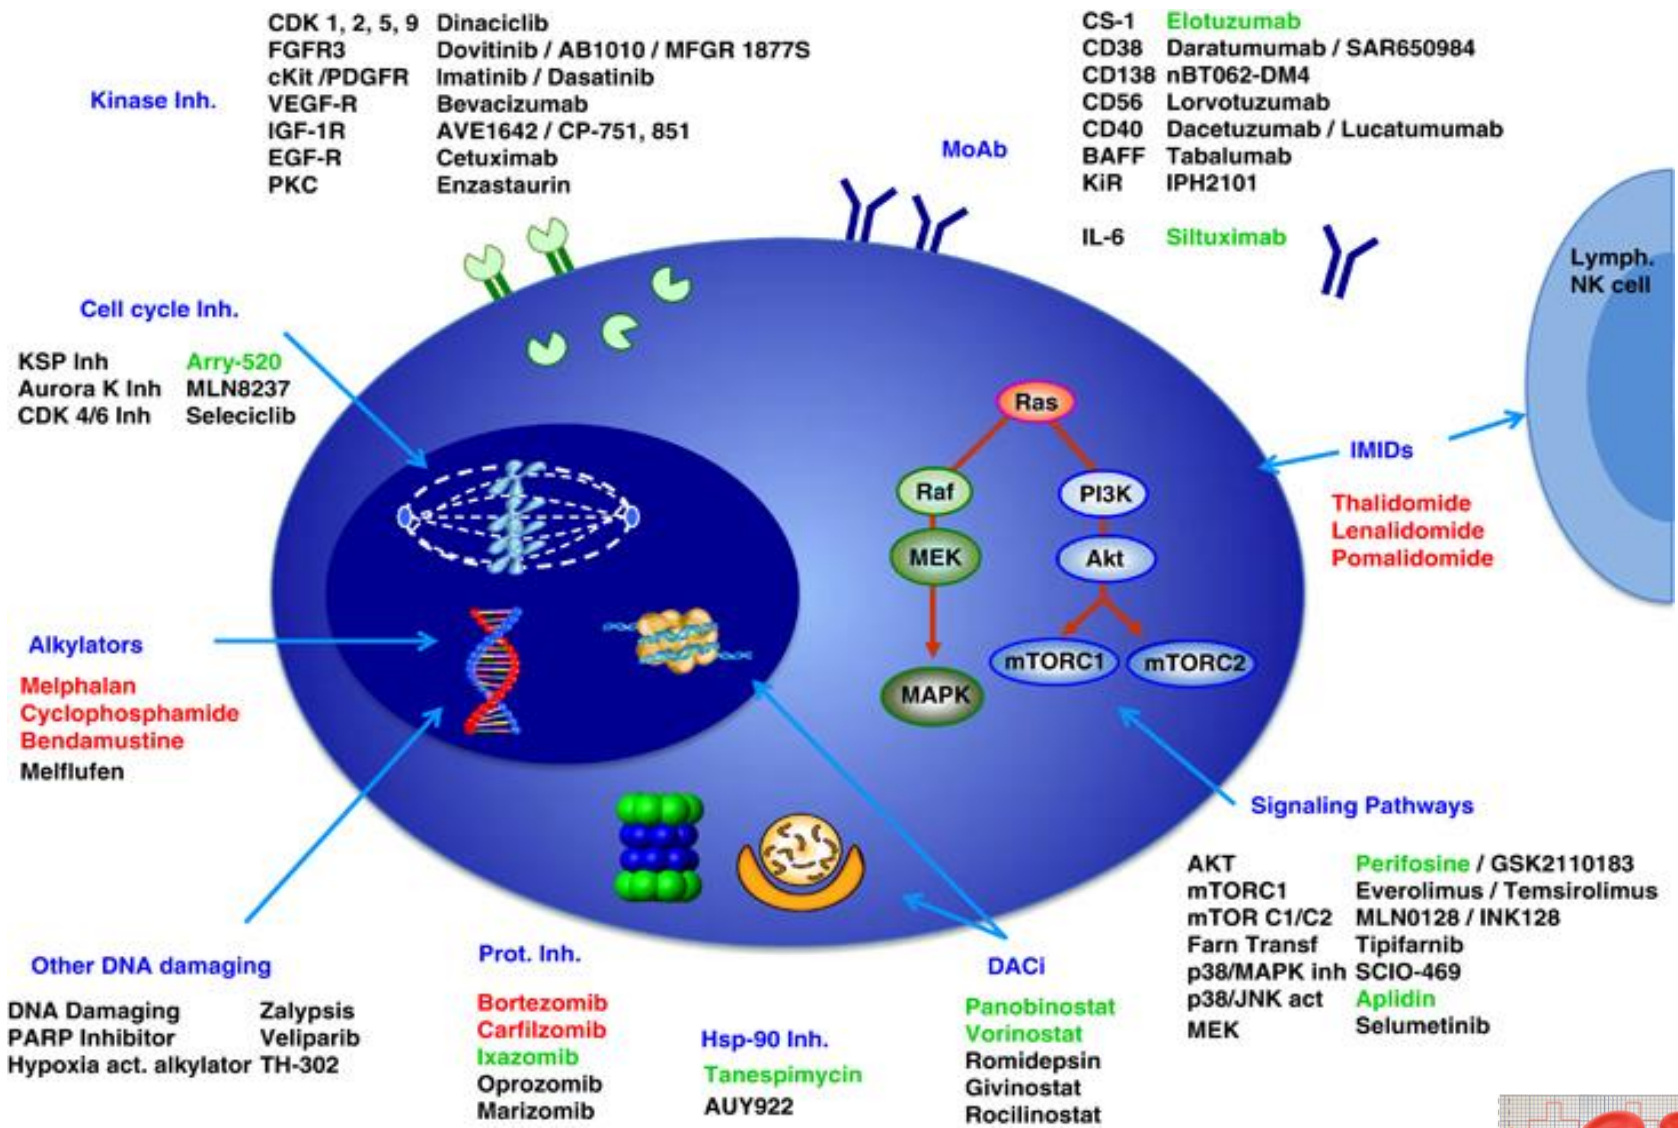 CDK 1, 2, 5, 9 Dinaciclib
FGFR3 Dovitinib / AB1010 / MFGR 1877S
cKit /PDGFR Imatinib / Dasatinib
Kinase Inh.
VEGF-R Bevacizumab
IGF-1R AVE1642 / CP-751, 851
EGF-R Cetuximab
PKC Enzastaurin
CS-1 Elotuzumab
CD38 Daratumumab / SAR650984
CD138 nBT062-DM4
CD56 Lorvotuzumab
CD40 Dacetuzumab / Lucatumumab
MoAb
BAFF Tabalumab
KiR IPH2101
IL-6 Siltuximab
Lymph.
NK cell
Cell cycle Inh.
KSP Inh Arry-520
Aurora K Inh MLN8237
CDK 4/6 Inh Seleciclib
Ras
Raf PI3K
MEK Akt
mTORC1 mTORC2
MAPK
IMIDs
Thalidomide
Lenalidomide
Pomalidomide
Alkylators
Melphalan
Cyclophosphamide
Bendamustine
Melflufen
Signaling Pathways
AKT Perifosine / GSK2110183
mTORC1 Everolimus / Temsirolimus
mTOR C1/C2 MLN0128 / INK128
Farn Transf Tipifarnib
p38/MAPK inh SCIO-469
p38/JNK act Aplidin
MEK Selumetinib
Other DNA damaging
DNA Damaging Zalypsis
PARP Inhibitor Veliparib
Hypoxia act. alkylator TH-302
Prot. Inh.
Bortezomib
Carfilzomib
Ixazomib
Oprozomib
Marizomib
Hsp-90 Inh.
Tanespimycin
AUY922
DACi
Panobinostat
Vorinostat
Romidepsin
Givinostat
Rocilinostat